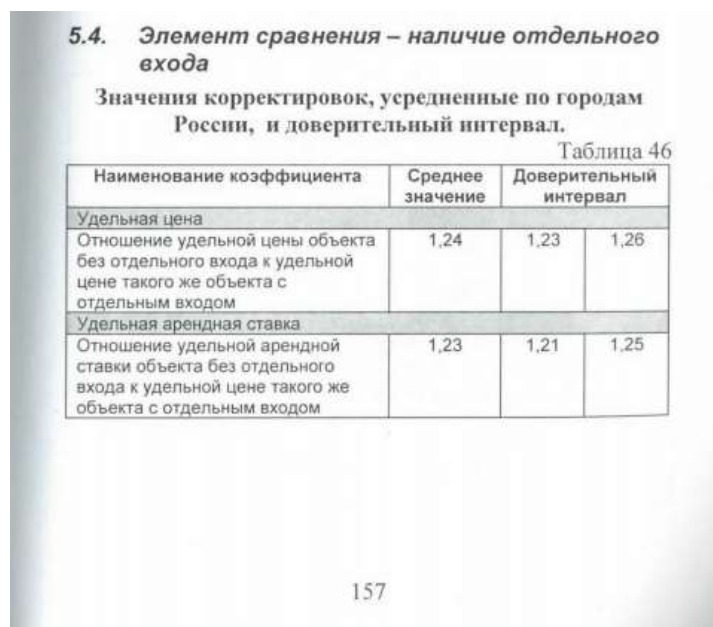 5.4. Элемент сравнения – наличие отдельного
входа
Значения корректировок, усредненные по городам
России, и доверительный интервал.
Таблица 46
Наименование коэффициента Среднее Доверительный
значение интервал
Удельная цена
Отношение удельной цены объекта 1,24 1,23 1,26
без отдельного входа к удельной
цене такого же объекта с
отдельным входом
Удельная арендная ставка
Отношение удельной арендной 1,23 1,21 1,25
ставки объекта без отдельного
входа к удельной цене такого же
объекта с отдельным входом
157